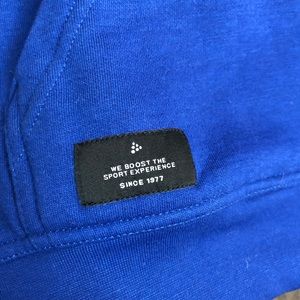 WE BOOST THE
SPORT EXPERIENCE
SINCE 1977